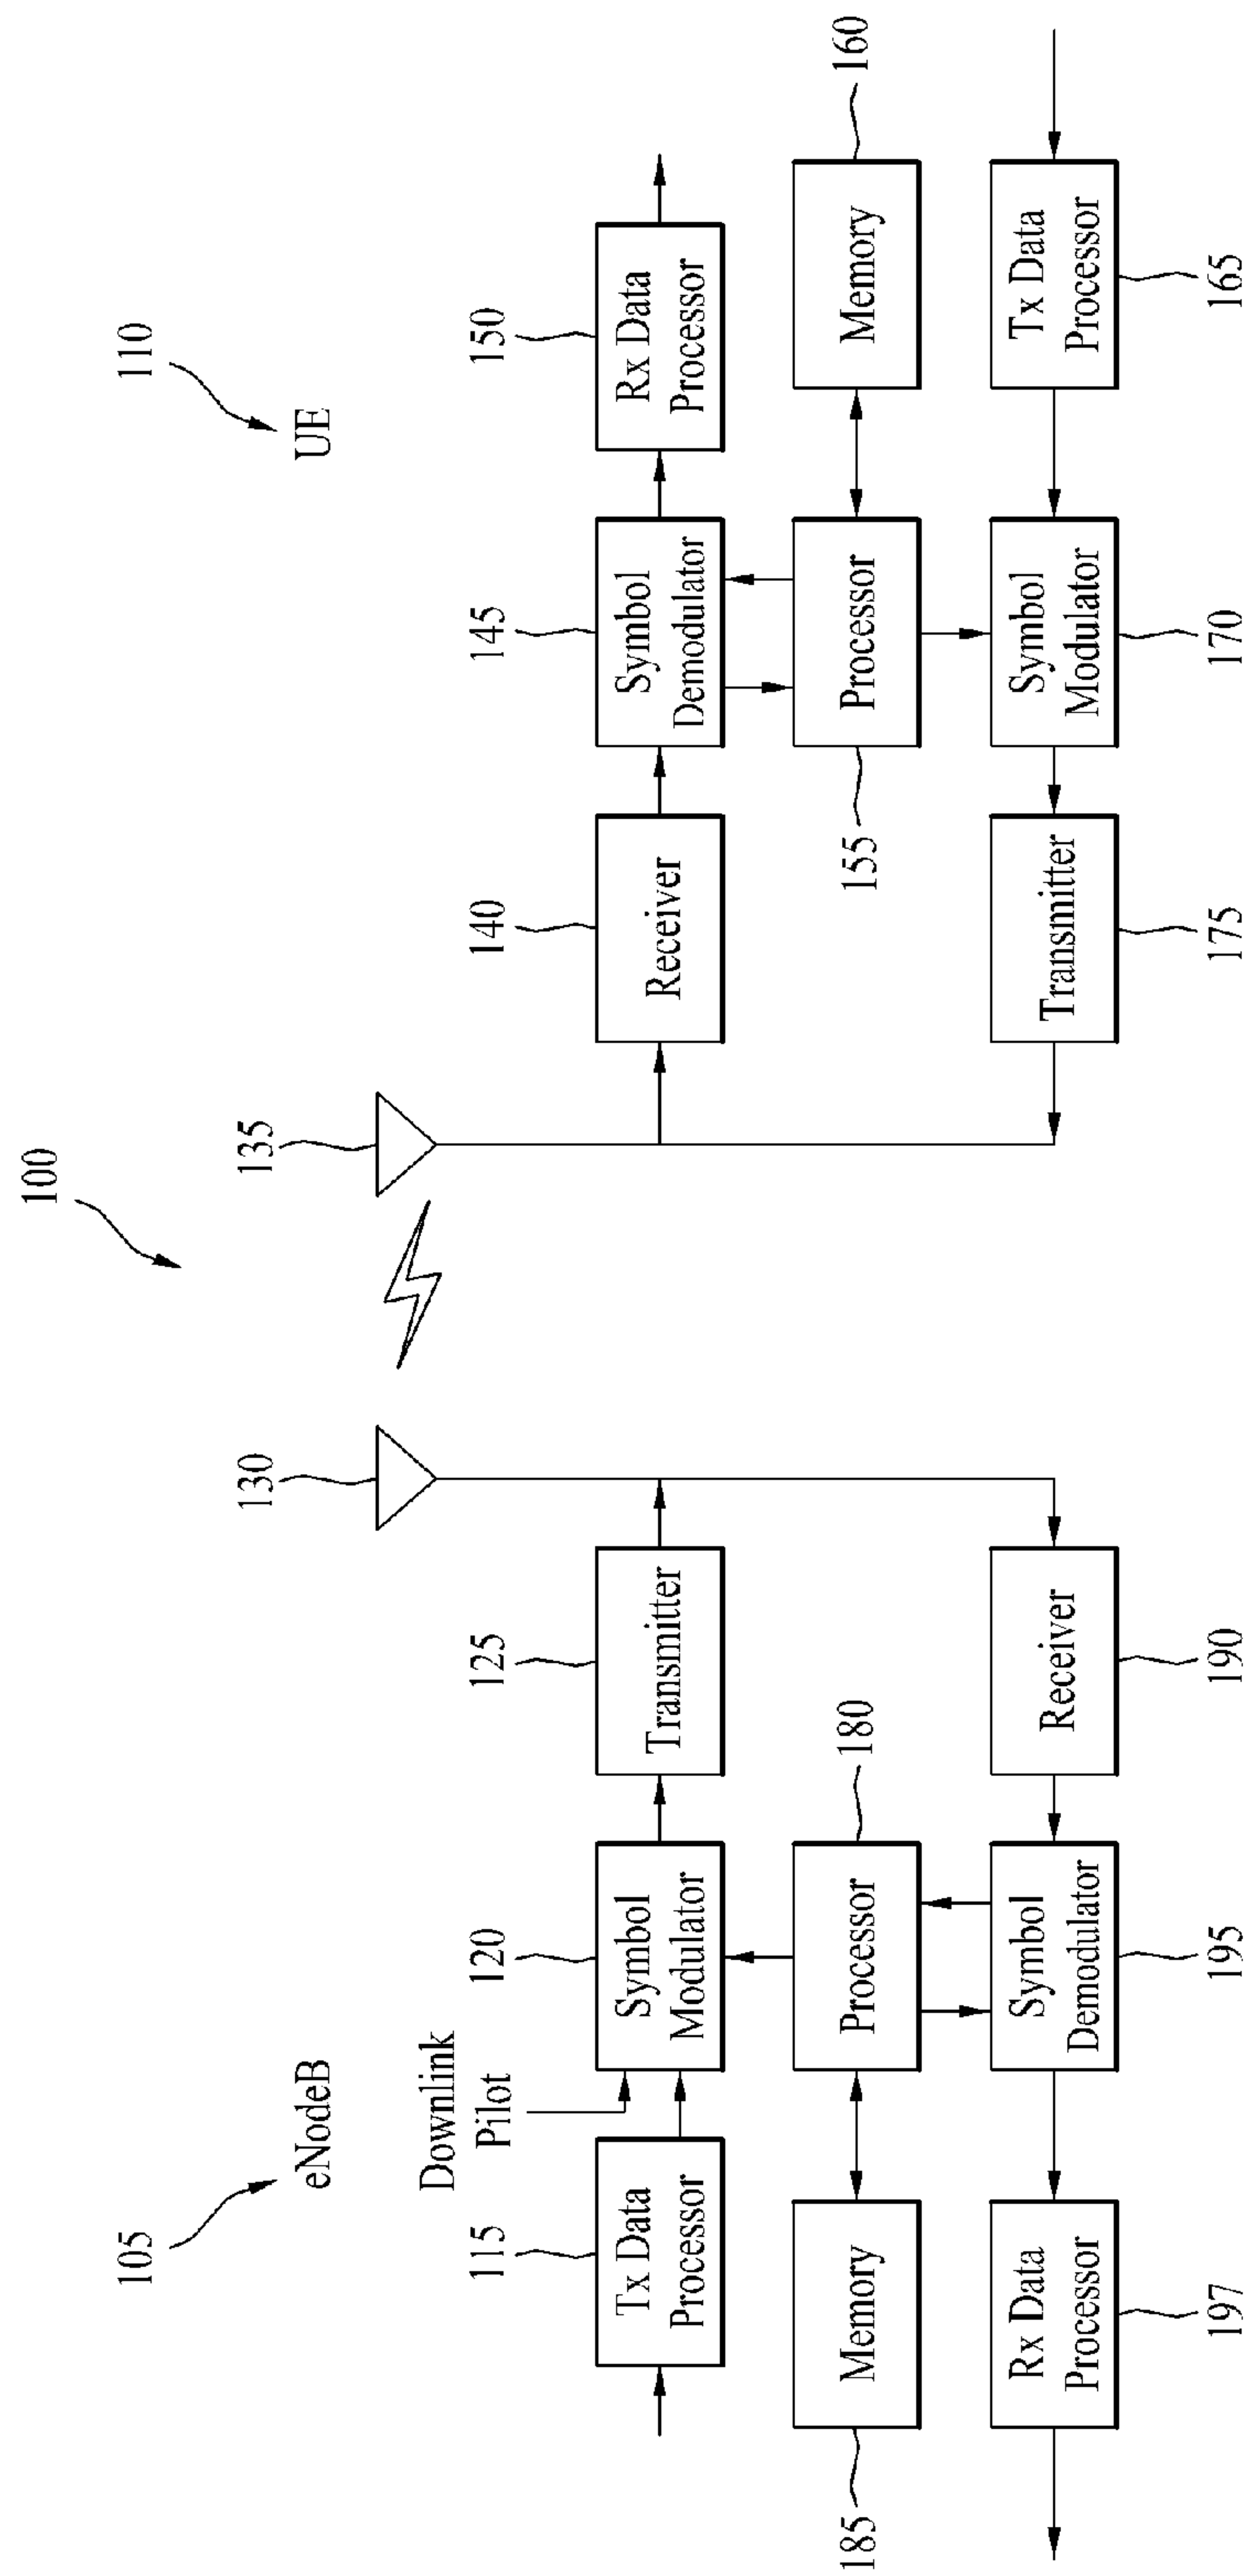 100
105
eNodeB
110
UE
130
135
Downlink
Pilot
115
Tx Data
Processor
120
Symbol
Modulator
125
Transmitter
140
Receiver
145
Symbol
Demodulator
150
Rx Data
Processor
185
Memory
180
Processor
155
Processor
160
Memory
197
Rx Data
Processor
195
Symbol
Demodulator
190
Receiver
175
Transmitter
170
Symbol
Modulator
165
Tx Data
Processor